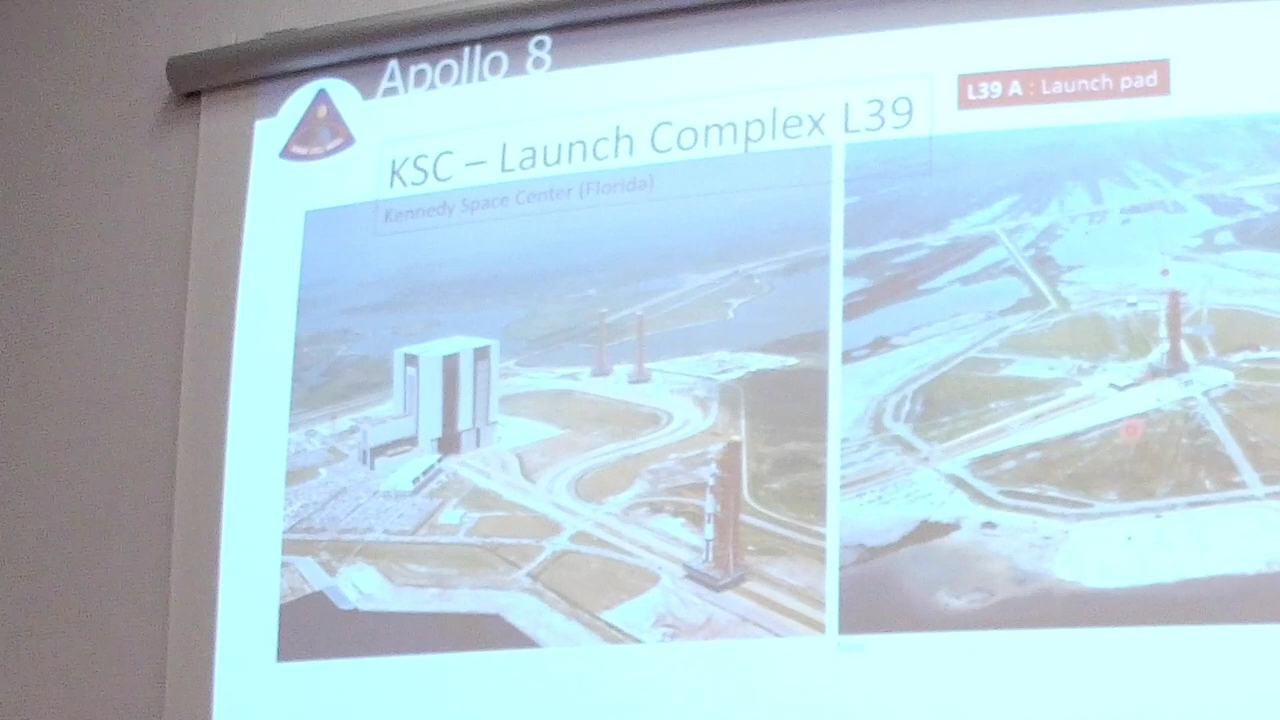 Apollo 8
KSC – Launch Complex L39
L39 A : Launch pad
Kennedy Space Center (Florida)